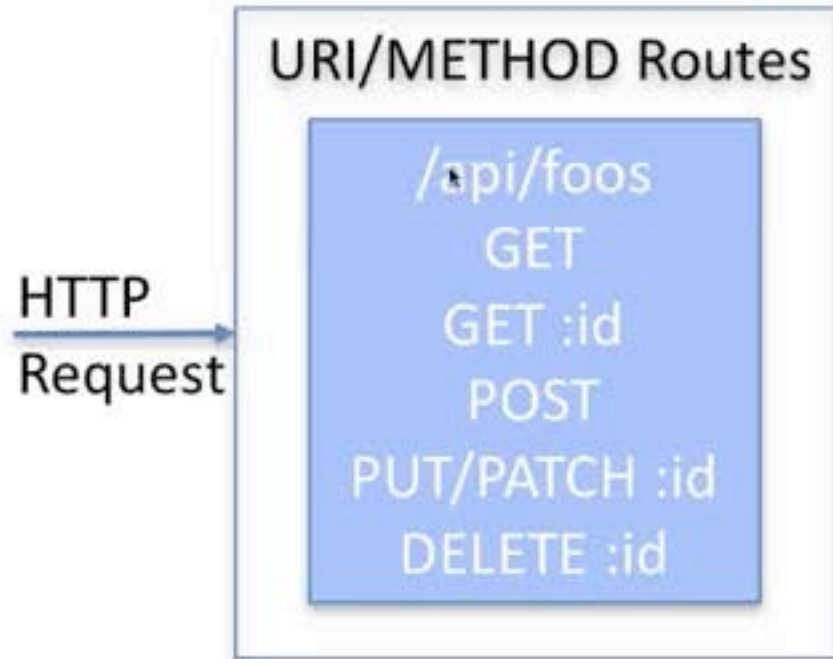 URI/METHOD Routes
/api/foos
GET
GET :id
POST
PUT/PATCH :id
DELETE :id
HTTP
Request